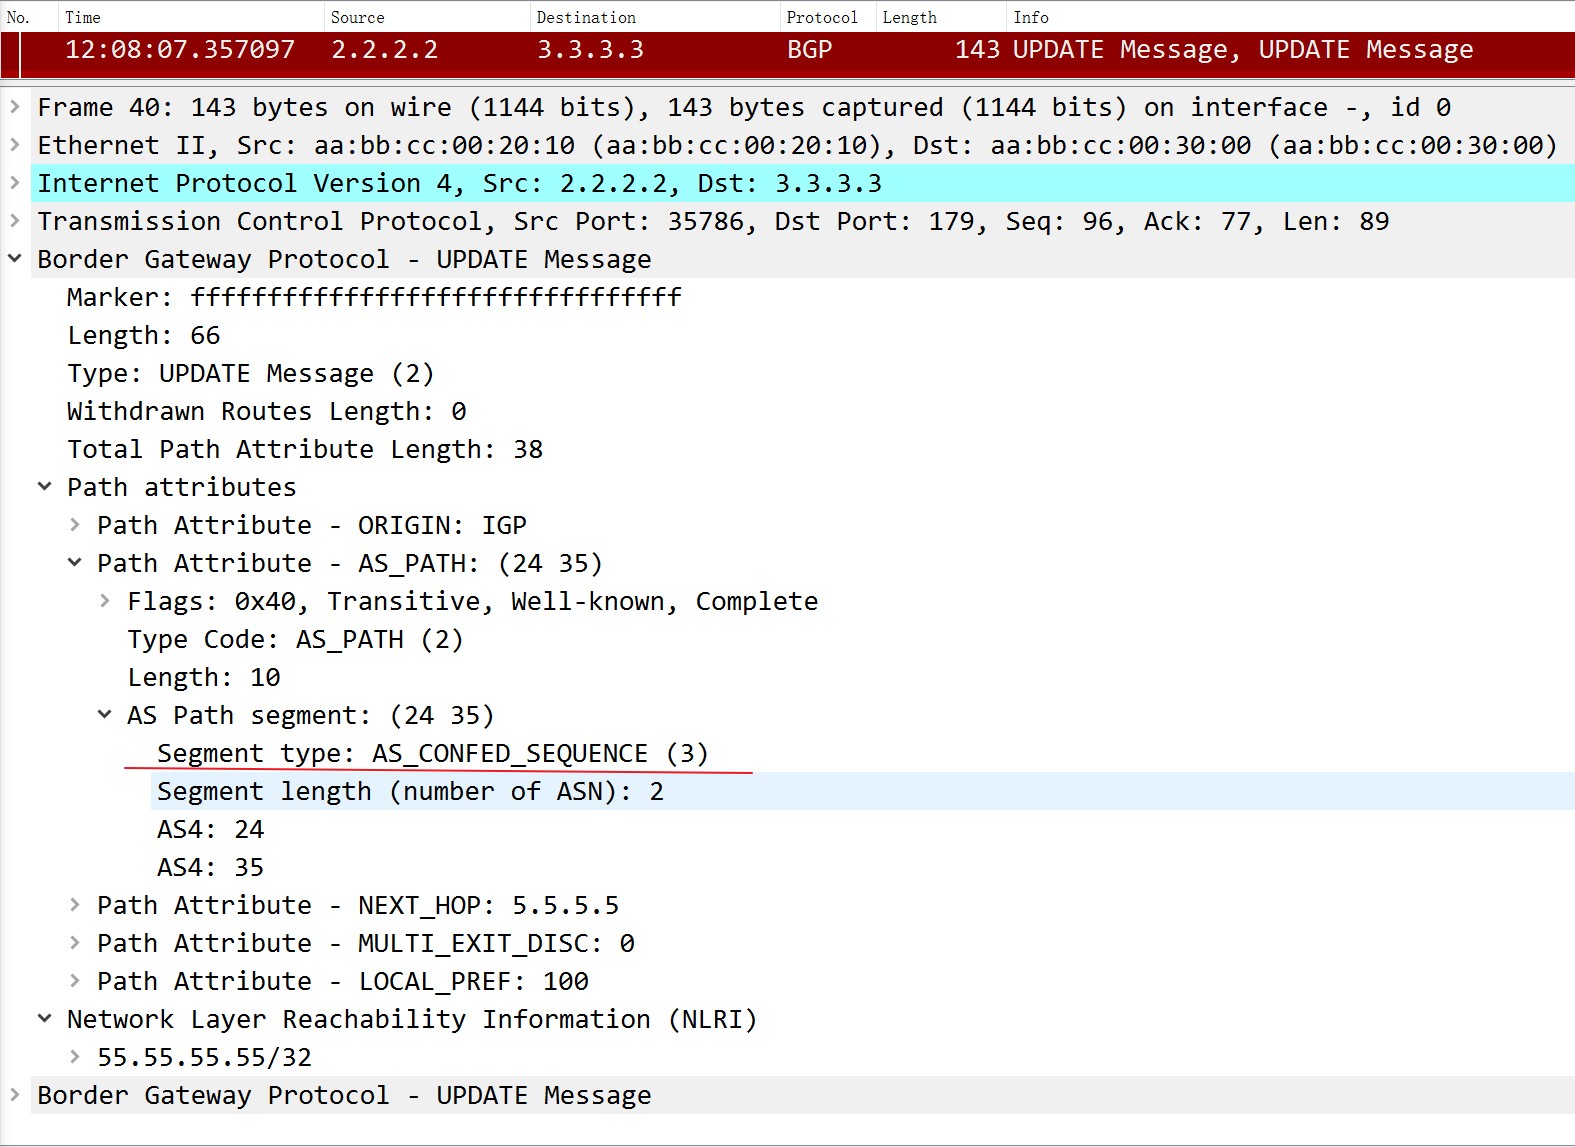 No. Time Source Destination Protocol Length Info
12:08:07.357097 2.2.2.2 3.3.3.3 BGP 143 UPDATE Message, UPDATE Message
Frame 40: 143 bytes on wire (1144 bits), 143 bytes captured (1144 bits) on interface -, id 0
Ethernet II, Src: aa:bb:cc:00:20:10 (aa:bb:cc:00:20:10), Dst: aa:bb:cc:00:30:00 (aa:bb:cc:00:30:00)
Internet Protocol Version 4, Src: 2.2.2.2, Dst: 3.3.3.3
Transmission Control Protocol, Src Port: 35786, Dst Port: 179, Seq: 96, Ack: 77, Len: 89
Border Gateway Protocol - UPDATE Message
Marker: ffffffffffffffffffffffffffffffff
Length: 66
Type: UPDATE Message (2)
Withdrawn Routes Length: 0
Total Path Attribute Length: 38
Path attributes
Path Attribute - ORIGIN: IGP
Path Attribute - AS_PATH: (24 35)
Flags: 0x40, Transitive, Well-known, Complete
Type Code: AS_PATH (2)
Length: 10
AS Path segment: (24 35)
Segment type: AS_CONFED_SEQUENCE (3)
Segment length (number of ASN): 2
AS4: 24
AS4: 35
Path Attribute - NEXT_HOP: 5.5.5.5
Path Attribute - MULTI_EXIT_DISC: 0
Path Attribute - LOCAL_PREF: 100
Network Layer Reachability Information (NLRI)
55.55.55.55/32
Border Gateway Protocol - UPDATE Message